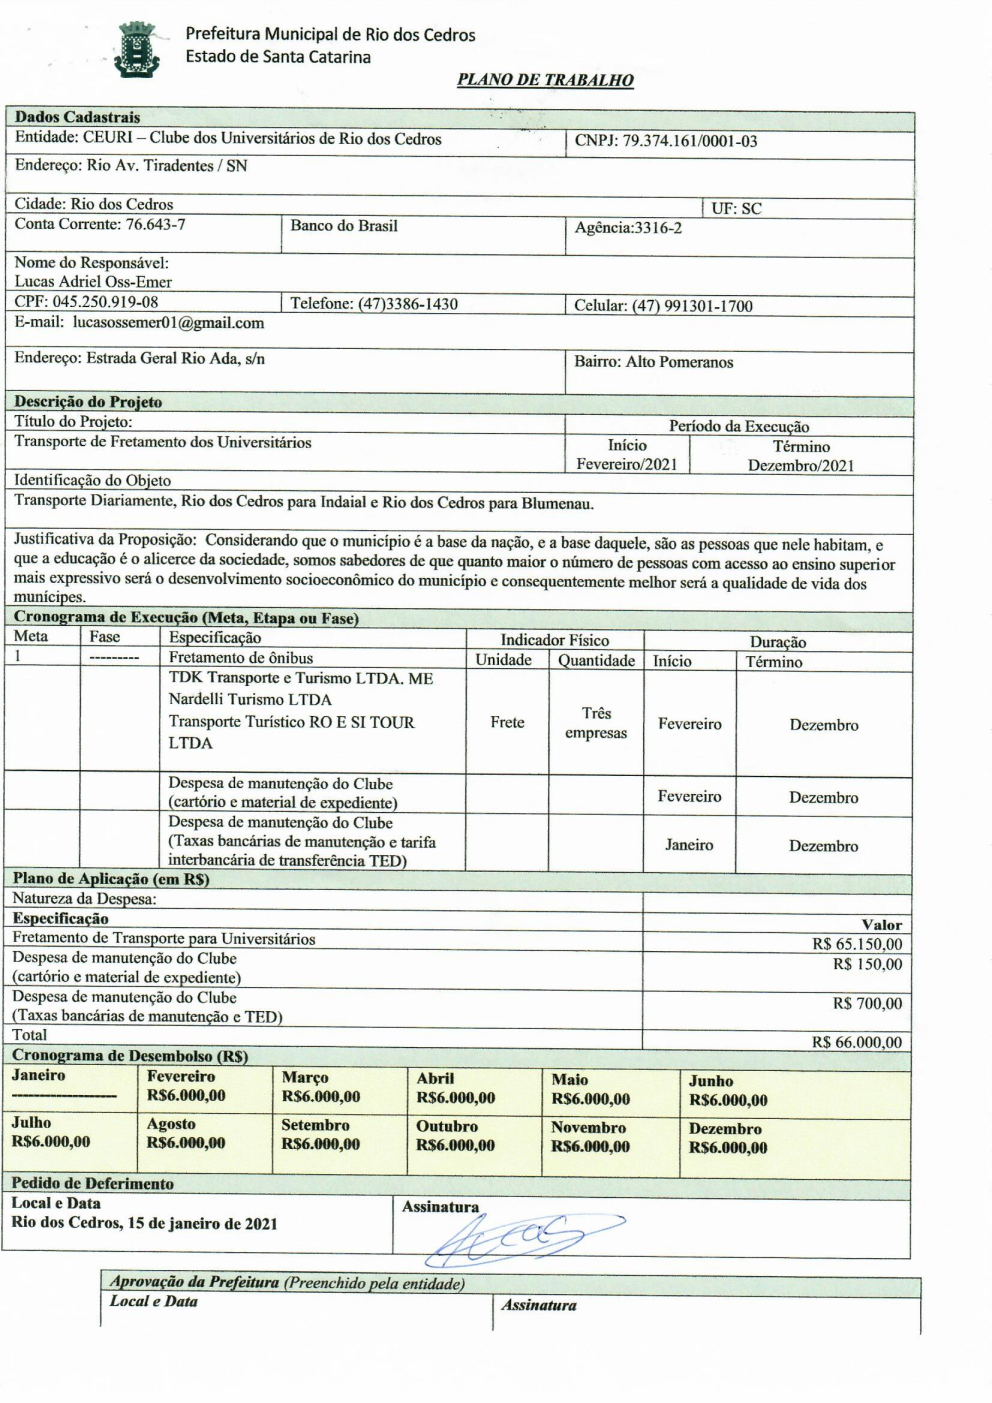 Prefeitura Municipal de Rio dos Cedros
Estado de Santa Catarina
PLANO DE TRABALHO
Dados Cadastrais
Entidade: CEURI – Clube dos Universitários de Rio dos Cedros
CNPJ: 79.374.161/0001-03
Endereço: Rio Av. Tiradentes / SN
Cidade: Rio dos Cedros
UF: SC
Conta Corrente: 76.643-7
Banco do Brasil
Agência:3316-2
Nome do Responsável:
Lucas Adriel Oss-Emer
CPF: 045.250.919-08
Telefone: (47)3386-1430
Celular: (47) 991301-1700
E-mail: lucasossemer01@gmail.com
Endereço: Estrada Geral Rio Ada, s/n
Bairro: Alto Pomeranos
Descrição do Projeto
Título do Projeto:
Período da Execução
Transporte de Fretamento dos Universitários
Início
Término
Fevereiro/2021
Dezembro/2021
Identificação do Objeto
Transporte Diariamente, Rio dos Cedros para Indaial e Rio dos Cedros para Blumenau.
Justificativa da Proposição: Considerando que o município é a base da nação, e a base daquele, são as pessoas que nele habitam, e
que a educação é o alicerce da sociedade, somos sabedores de que quanto maior o número de pessoas com acesso ao ensino superior
mais expressivo será o desenvolvimento socioeconômico do município e consequentemente melhor será a qualidade de vida dos
munícipes.
Cronograma de Execução (Meta, Etapa ou Fase)
Meta
Fase
Especificação
Indicador Físico
Duração
1
---------
Fretamento de ônibus
Unidade
Quantidade
Início
Término
TDK Transporte e Turismo LTDA. ME
Nardelli Turismo LTDA
Transporte Turístico RO E SI TOUR
LTDA
Frete
Três
empresas
Fevereiro
Dezembro
Despesa de manutenção do Clube
(cartório e material de expediente)
Fevereiro
Dezembro
Despesa de manutenção do Clube
(Taxas bancárias de manutenção e tarifa
interbancária de transferência TED)
Janeiro
Dezembro
Plano de Aplicação (em R$)
Natureza da Despesa:
Especificação
Valor
Fretamento de Transporte para Universitários
R$ 65.150,00
Despesa de manutenção do Clube
(cartório e material de expediente)
R$ 150,00
Despesa de manutenção do Clube
(Taxas bancárias de manutenção e TED)
R$ 700,00
Total
R$ 66.000,00
Cronograma de Desembolso (R$)
Janeiro
Fevereiro
Março
Abril
Maio
Junho
------------------
R$6.000,00
R$6.000,00
R$6.000,00
R$6.000,00
R$6.000,00
Julho
Agosto
Setembro
Outubro
Novembro
Dezembro
R$6.000,00
R$6.000,00
R$6.000,00
R$6.000,00
R$6.000,00
R$6.000,00
Pedido de Deferimento
Local e Data
Assinatura
Rio dos Cedros, 15 de janeiro de 2021
Aprovação da Prefeitura (Preenchido pela entidade)
Local e Data
Assinatura